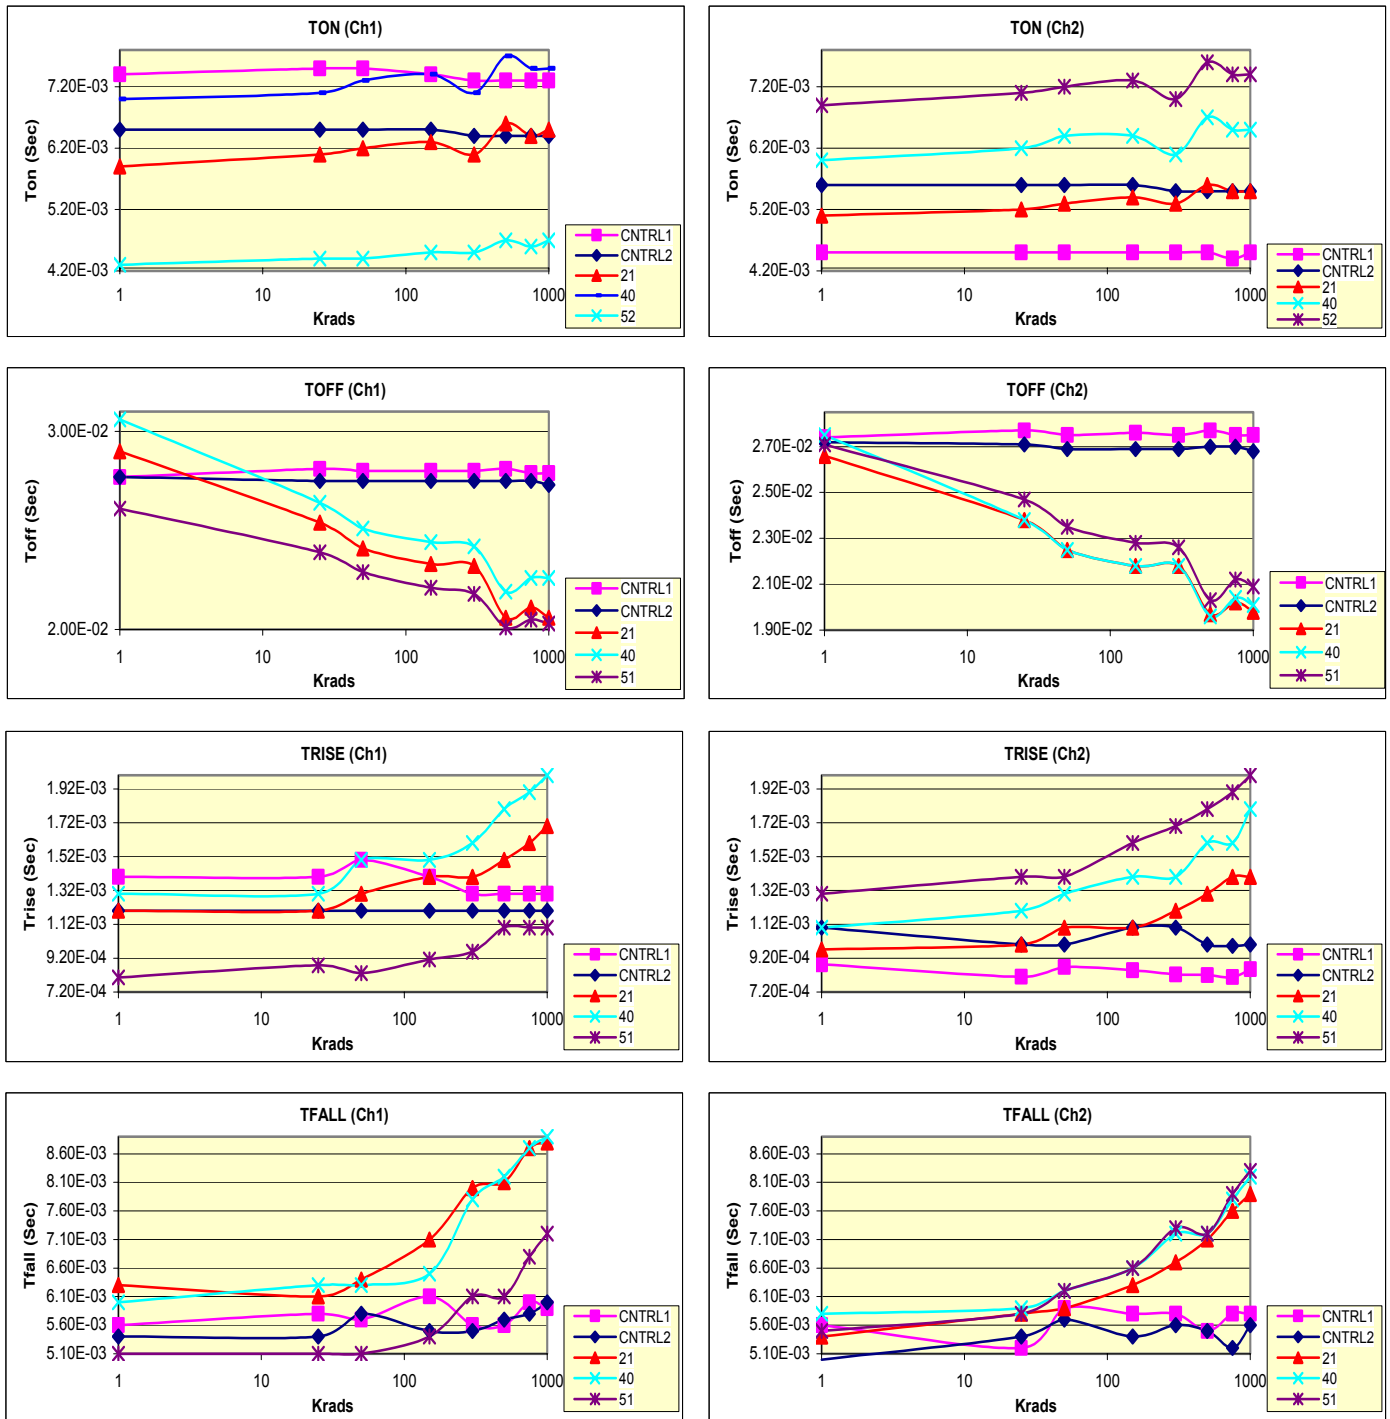 TON (Ch1)
Ton (Sec)
7.20E-03
6.20E-03
5.20E-03
4.20E-03
1 10 100 1000
Krads
CNTRL1
CNTRL2
21
40
52
TON (Ch2)
Ton (Sec)
7.20E-03
6.20E-03
5.20E-03
4.20E-03
1 10 100 1000
Krads
CNTRL1
CNTRL2
21
40
52
TOFF (Ch1)
Toff (Sec)
3.00E-02
2.00E-02
1 10 100 1000
Krads
CNTRL1
CNTRL2
21
40
51
TOFF (Ch2)
Toff (Sec)
2.70E-02
2.50E-02
2.30E-02
2.10E-02
1.90E-02
1 10 100 1000
Krads
CNTRL1
CNTRL2
21
40
51
TRISE (Ch1)
Trise (Sec)
1.92E-03
1.72E-03
1.52E-03
1.32E-03
1.12E-03
9.20E-04
7.20E-04
1 10 100 1000
Krads
CNTRL1
CNTRL2
21
40
51
TRISE (Ch2)
Trise (Sec)
1.92E-03
1.72E-03
1.52E-03
1.32E-03
1.12E-03
9.20E-04
7.20E-04
1 10 100 1000
Krads
CNTRL1
CNTRL2
21
40
51
TFALL (Ch1)
Tfall (Sec)
8.60E-03
8.10E-03
7.60E-03
7.10E-03
6.60E-03
6.10E-03
5.60E-03
5.10E-03
1 10 100 1000
Krads
CNTRL1
CNTRL2
21
40
51
TFALL (Ch2)
Tfall (Sec)
8.60E-03
8.10E-03
7.60E-03
7.10E-03
6.60E-03
6.10E-03
5.60E-03
5.10E-03
1 10 100 1000
Krads
CNTRL1
CNTRL2
21
40
51